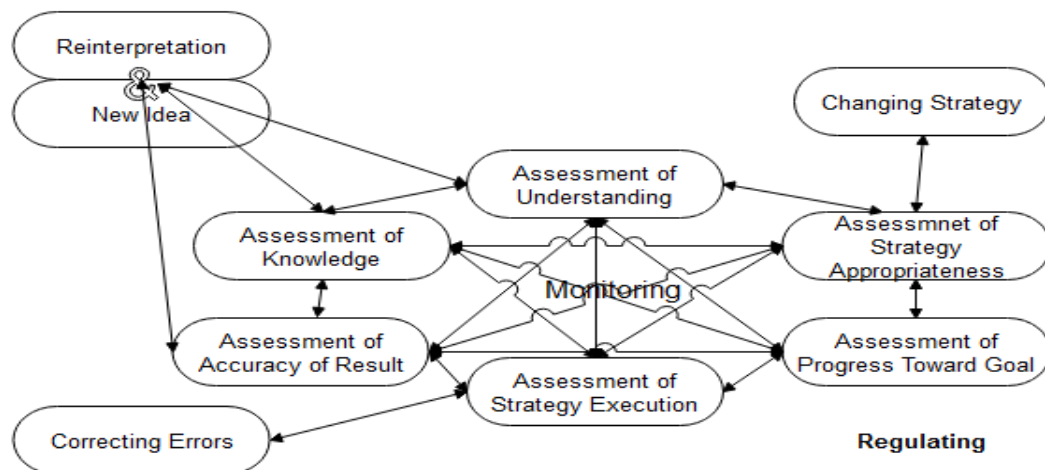 Reinterpretation
&
New Idea
Changing Strategy
Assessment of
Understanding
Assessment of
Knowledge
Assessmnet of
Strategy
Appropriateness
Monitoring
Assessment of
Accuracy of Result
Assessment of
Progress Toward Goal
Assessment of
Strategy Execution
Correcting Errors
Regulating